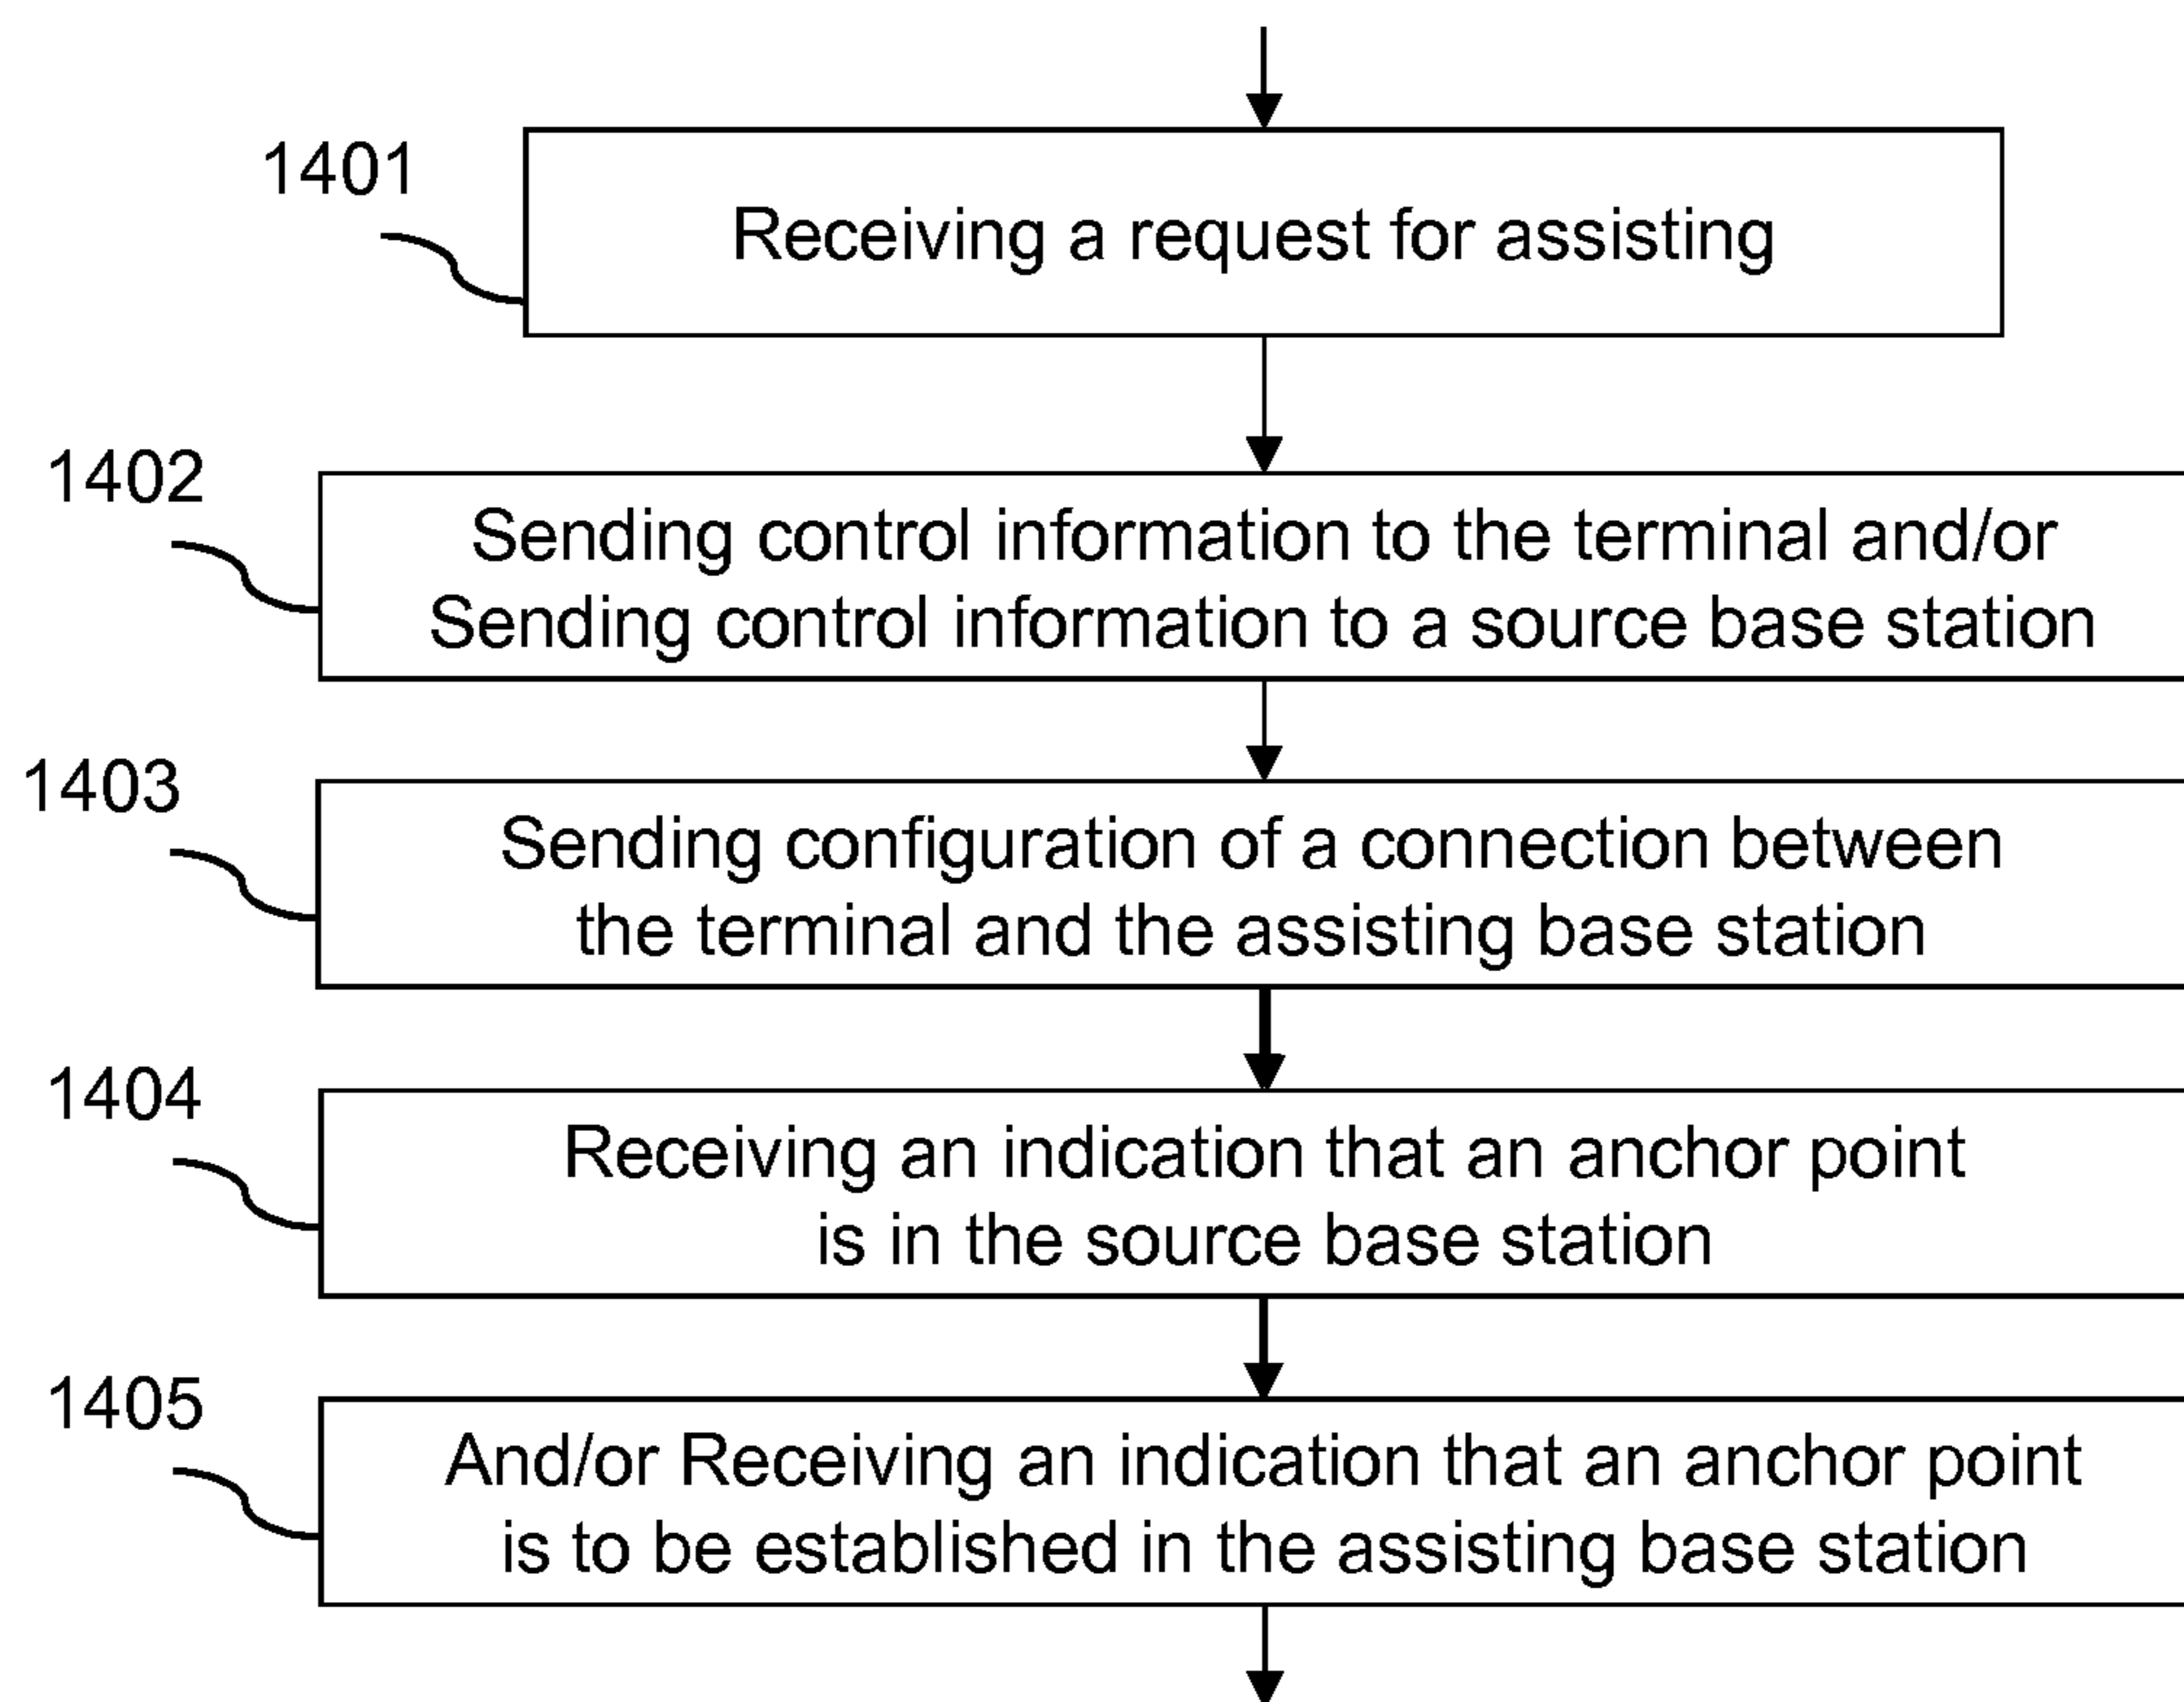 1401
Receiving a request for assisting
1402
Sending control information to the terminal and/or
Sending control information to a source base station
1403
Sending configuration of a connection between
the terminal and the assisting base station
1404
Receiving an indication that an anchor point
is in the source base station
1405
And/or Receiving an indication that an anchor point
is to be established in the assisting base station